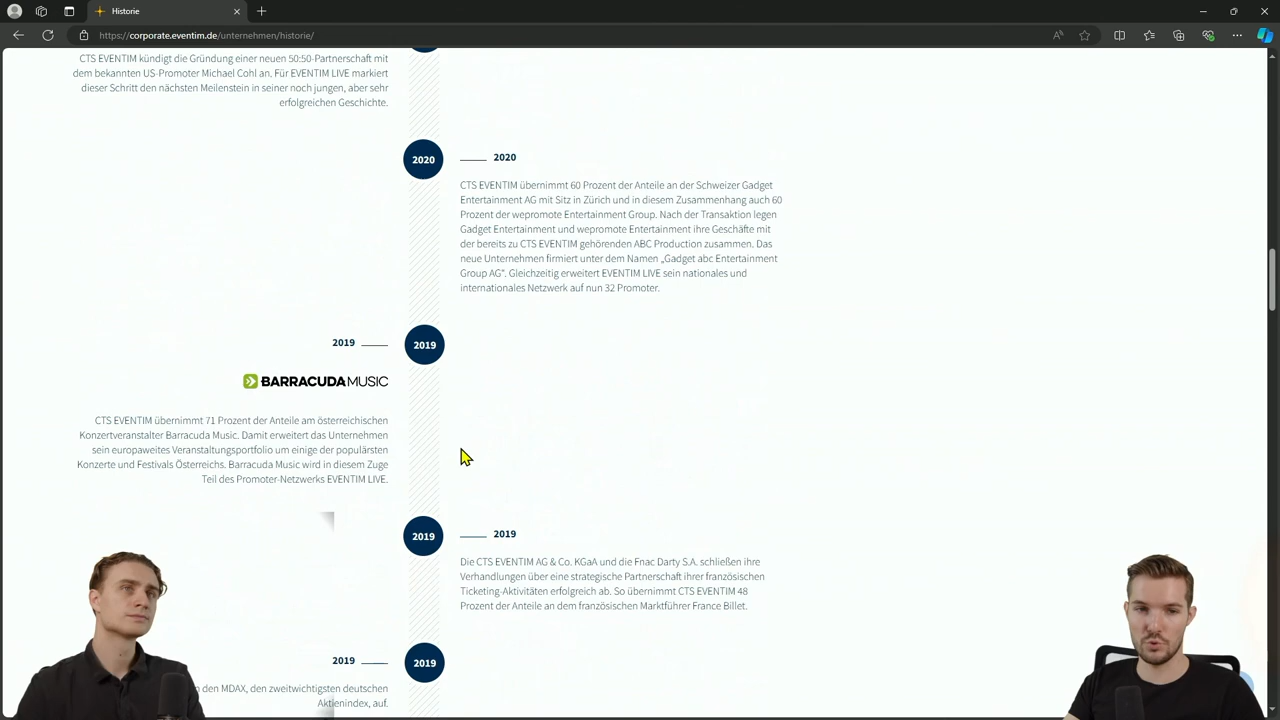 Historie
https://corporate.eventim.de/unternehmen/historie/
CTS EVENTIM kündigt die Gründung einer neuen 50:50-Partnerschaft mit
dem bekannten US-Promoter Michael Cohl an. Für EVENTIM LIVE markiert
dieser Schritt den nächsten Meilenstein in seiner noch jungen, aber sehr
erfolgreichen Geschichte.
2020
2020
CTS EVENTIM übernimmt 60 Prozent der Anteile an der Schweizer Gadget
Entertainment AG mit Sitz in Zürich und in diesem Zusammenhang auch 60
Prozent der wepromote Entertainment Group. Nach der Transaktion legen
Gadget Entertainment und wepromote Entertainment ihre Geschäfte mit
der bereits zu CTS EVENTIM gehörenden ABC Production zusammen. Das
neue Unternehmen firmiert unter dem Namen „Gadget abc Entertainment
Group AG“. Gleichzeitig erweitert EVENTIM LIVE sein nationales und
internationales Netzwerk auf nun 32 Promoter.
2019
2019
BARRACUDA MUSIC
CTS EVENTIM übernimmt 71 Prozent der Anteile am österreichischen
Konzertveranstalter Barracuda Music. Damit erweitert das Unternehmen
sein europaweites Veranstaltungsportfolio um einige der populärsten
Konzerte und Festivals Österreichs. Barracuda Music wird in diesem Zuge
Teil des Promoter-Netzwerks EVENTIM LIVE.
2019
2019
Die CTS EVENTIM AG & Co. KGaA und die Fnac Darty S.A. schließen ihre
Verhandlungen über eine strategische Partnerschaft ihrer französischen
Ticketing-Aktivitäten erfolgreich ab. So übernimmt CTS EVENTIM 48
Prozent der Anteile an dem französischen Marktführer France Billet.
2019
2019
den MDAX, den zweitwichtigsten deutschen
Aktienindex, auf.